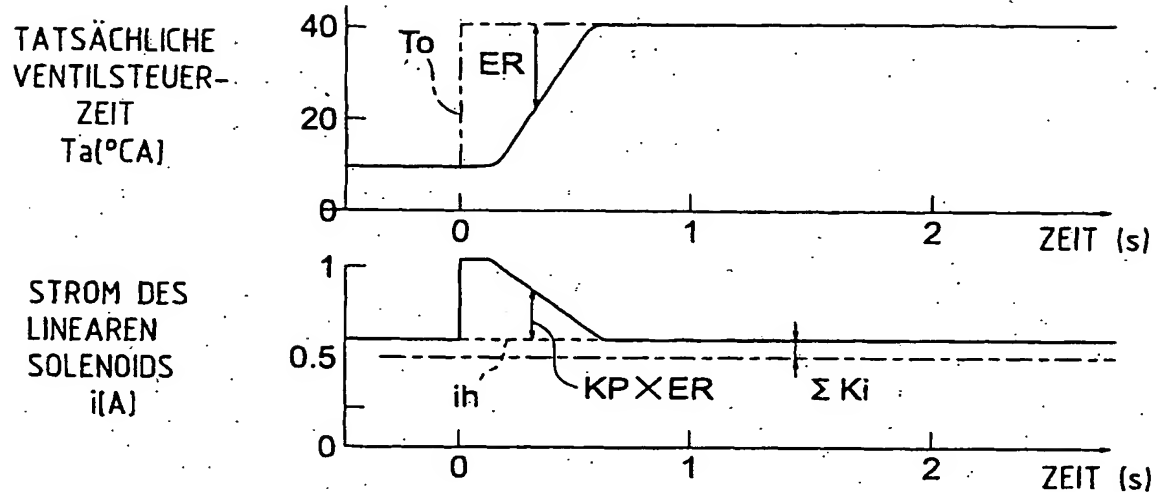 TATSÄCHLICHE
VENTILSTEUER-
ZEIT
Ta(°CA)
40
20
0
To
ER
0
1
2
ZEIT (s)
STROM DES
LINEAREN
SOLENOIDS
i(A)
1
0.5
0
ih
KP×ER
Σ Ki
0
1
2
ZEIT (s)